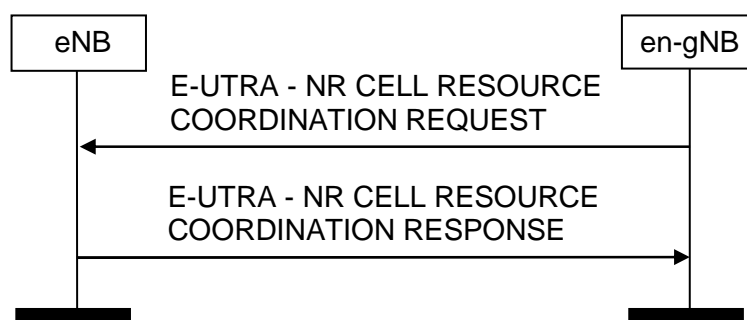 eNB
en-gNB
E-UTRA - NR CELL RESOURCE
COORDINATION REQUEST
E-UTRA - NR CELL RESOURCE
COORDINATION RESPONSE